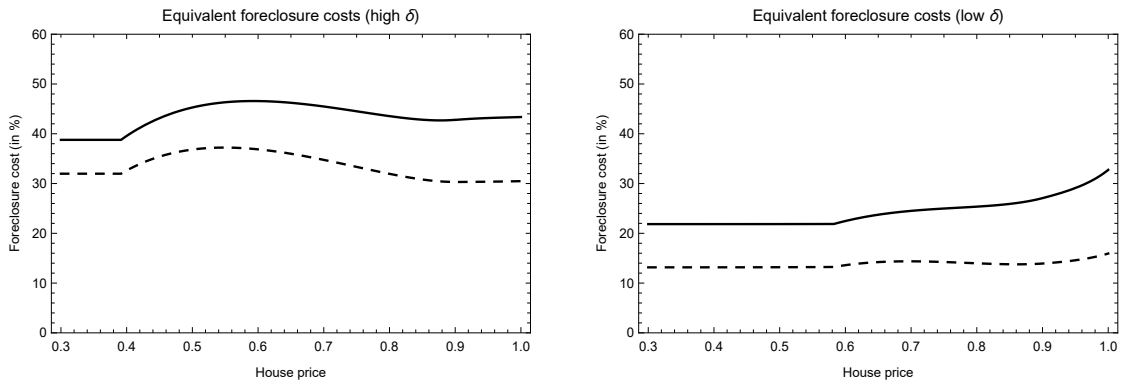 Equivalent foreclosure costs (high δ)
Foreclosure cost (in %)
60
50
40
30
20
10
0
0.3 0.4 0.5 0.6 0.7 0.8 0.9 1.0
House price
Equivalent foreclosure costs (low δ)
Foreclosure cost (in %)
60
50
40
30
20
10
0
0.3 0.4 0.5 0.6 0.7 0.8 0.9 1.0
House price